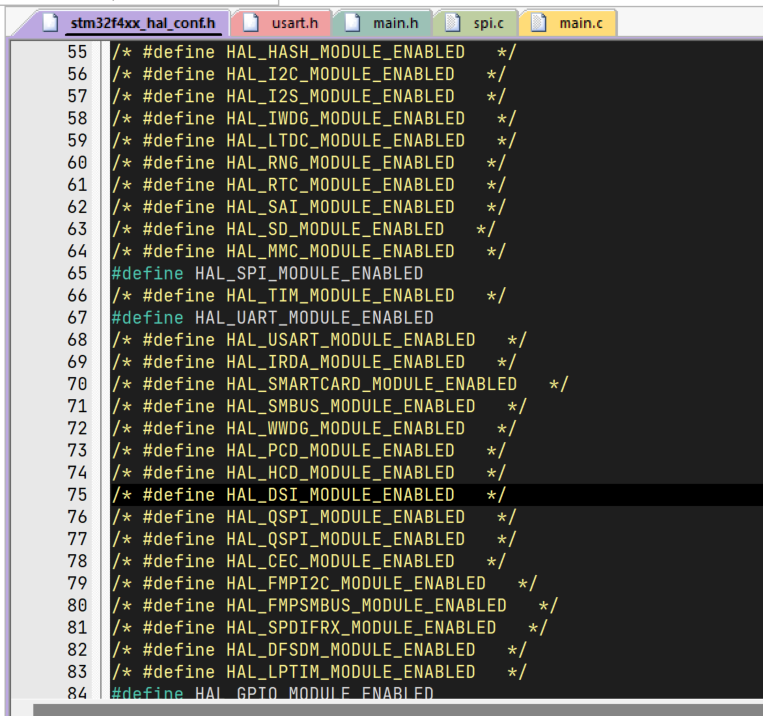 stm32f4xx_hal_conf.h usart.h main.h spi.c main.c
55 /* #define HAL_HASH_MODULE_ENABLED   */
56 /* #define HAL_I2C_MODULE_ENABLED   */
57 /* #define HAL_I2S_MODULE_ENABLED   */
58 /* #define HAL_IWDG_MODULE_ENABLED   */
59 /* #define HAL_LTDC_MODULE_ENABLED   */
60 /* #define HAL_RNG_MODULE_ENABLED   */
61 /* #define HAL_RTC_MODULE_ENABLED   */
62 /* #define HAL_SAI_MODULE_ENABLED   */
63 /* #define HAL_SD_MODULE_ENABLED   */
64 /* #define HAL_MMC_MODULE_ENABLED   */
65 #define HAL_SPI_MODULE_ENABLED
66 /* #define HAL_TIM_MODULE_ENABLED   */
67 #define HAL_UART_MODULE_ENABLED
68 /* #define HAL_USART_MODULE_ENABLED   */
69 /* #define HAL_IRDA_MODULE_ENABLED   */
70 /* #define HAL_SMARTCARD_MODULE_ENABLED   */
71 /* #define HAL_SMBUS_MODULE_ENABLED   */
72 /* #define HAL_WWDG_MODULE_ENABLED   */
73 /* #define HAL_PCD_MODULE_ENABLED   */
74 /* #define HAL_HCD_MODULE_ENABLED   */
75 /* #define HAL_DSI_MODULE_ENABLED   */
76 /* #define HAL_QSPI_MODULE_ENABLED   */
77 /* #define HAL_QSPI_MODULE_ENABLED   */
78 /* #define HAL_CEC_MODULE_ENABLED   */
79 /* #define HAL_FMPI2C_MODULE_ENABLED   */
80 /* #define HAL_FMPSMBUS_MODULE_ENABLED   */
81 /* #define HAL_SPDIFRX_MODULE_ENABLED   */
82 /* #define HAL_DFSDM_MODULE_ENABLED   */
83 /* #define HAL_LPTIM_MODULE_ENABLED   */
84 #define HAL_GPIO_MODULE_ENABLED